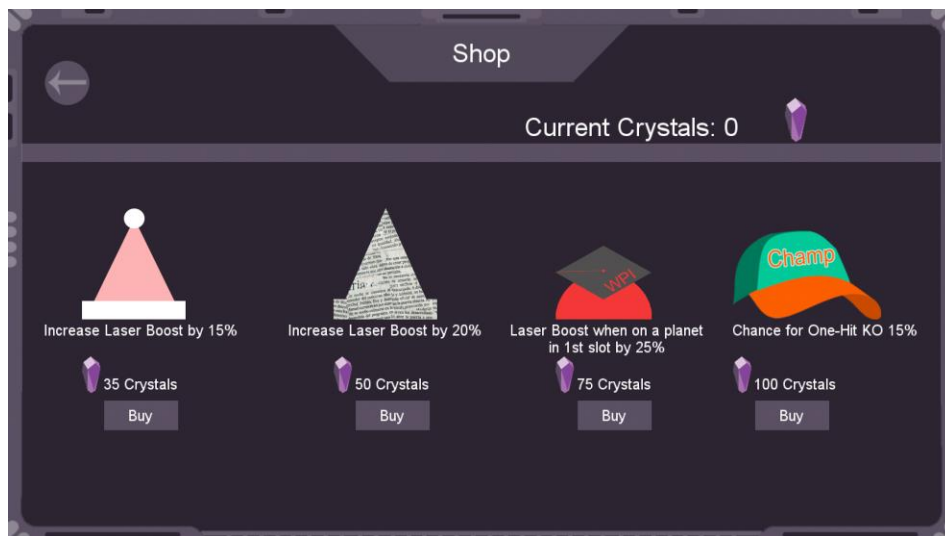 Shop
Current Crystals: 0
WPI
Champ
Increase Laser Boost by 15%
Increase Laser Boost by 20%
Laser Boost when on a planet
in 1st slot by 25%
Chance for One-Hit KO 15%
35 Crystals
50 Crystals
75 Crystals
100 Crystals
Buy
Buy
Buy
Buy